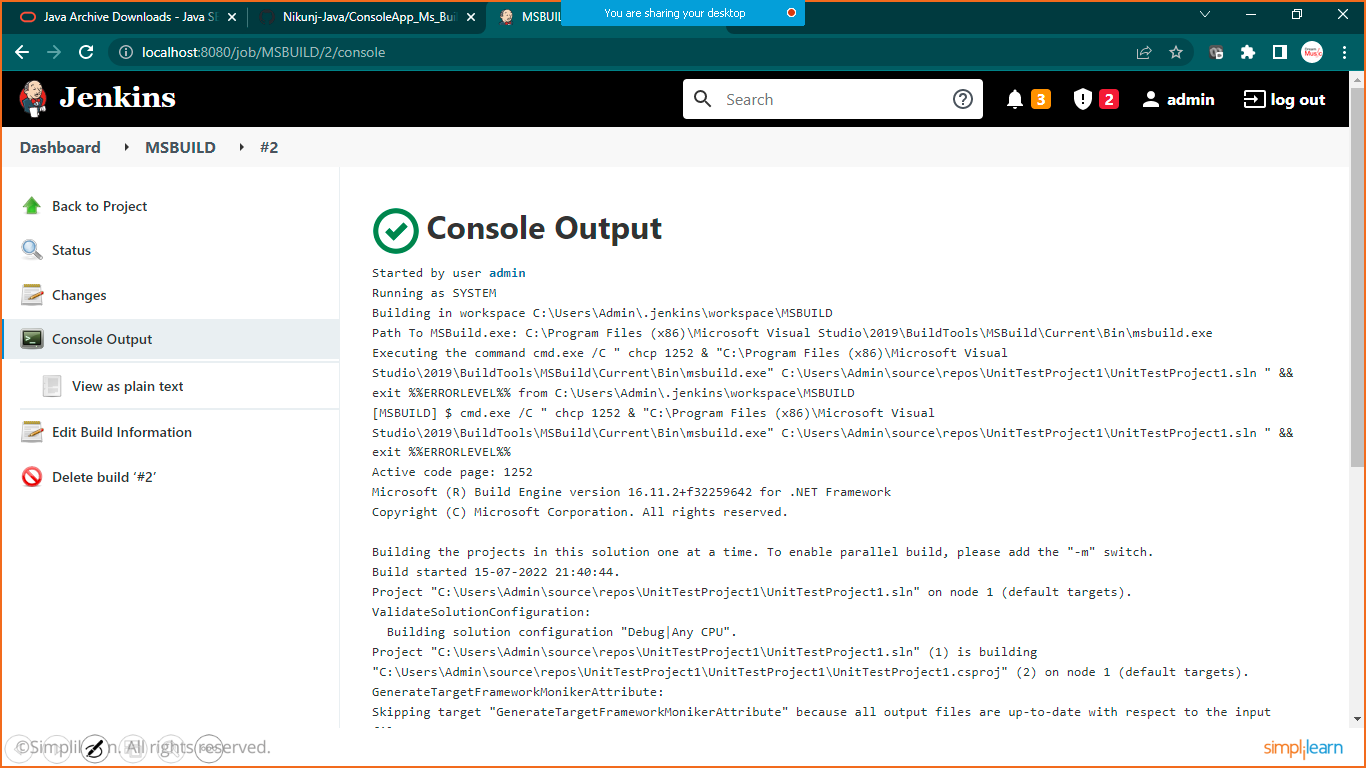 Java Archive Downloads - Java SE
Nikunj-Java/ConsoleApp_Ms_Bui
MSBUIL
You are sharing your desktop
localhost:8080/job/MSBUILD/2/console
Jenkins
Search
3
2
admin
log out
Dashboard
MSBUILD
#2
Back to Project
Status
Changes
Console Output
View as plain text
Edit Build Information
Delete build ‘#2’
Console Output
Started by user admin
Running as SYSTEM
Building in workspace C:\Users\Admin\.jenkins\workspace\MSBUILD
Path To MSBuild.exe: C:\Program Files (x86)\Microsoft Visual Studio\2019\BuildTools\MSBuild\Current\Bin\msbuild.exe
Executing the command cmd.exe /C " chcp 1252 & "C:\Program Files (x86)\Microsoft Visual
Studio\2019\BuildTools\MSBuild\Current\Bin\msbuild.exe" C:\Users\Admin\source\repos\UnitTestProject1\UnitTestProject1.sln " &&
exit %%ERRORLEVEL%% from C:\Users\Admin\.jenkins\workspace\MSBUILD
[MSBUILD] $ cmd.exe /C " chcp 1252 & "C:\Program Files (x86)\Microsoft Visual
Studio\2019\BuildTools\MSBuild\Current\Bin\msbuild.exe" C:\Users\Admin\source\repos\UnitTestProject1\UnitTestProject1.sln " &&
exit %%ERRORLEVEL%%
Active code page: 1252
Microsoft (R) Build Engine version 16.11.2+f32259642 for .NET Framework
Copyright (C) Microsoft Corporation. All rights reserved.
Building the projects in this solution one at a time. To enable parallel build, please add the "-m" switch.
Build started 15-07-2022 21:40:44.
Project "C:\Users\Admin\source\repos\UnitTestProject1\UnitTestProject1.sln" on node 1 (default targets).
ValidateSolutionConfiguration:
Building solution configuration "Debug|Any CPU".
Project "C:\Users\Admin\source\repos\UnitTestProject1\UnitTestProject1.sln" (1) is building
"C:\Users\Admin\source\repos\UnitTestProject1\UnitTestProject1\UnitTestProject1.csproj" (2) on node 1 (default targets).
GenerateTargetFrameworkMonikerAttribute:
Skipping target "GenerateTargetFrameworkMonikerAttribute" because all output files are up-to-date with respect to the input
All rights reserved.
simplilearn